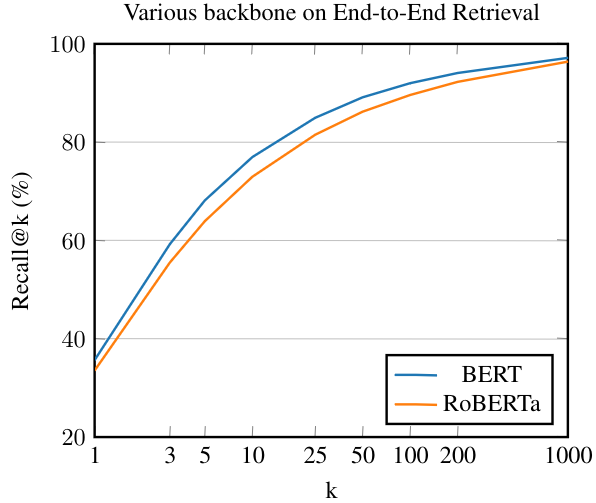 Various backbone on End-to-End Retrieval
100
80
60
40
20
Recall@k (%)
BERT
RoBERTa
1 3 5 10 25 50 100 200 1000
k